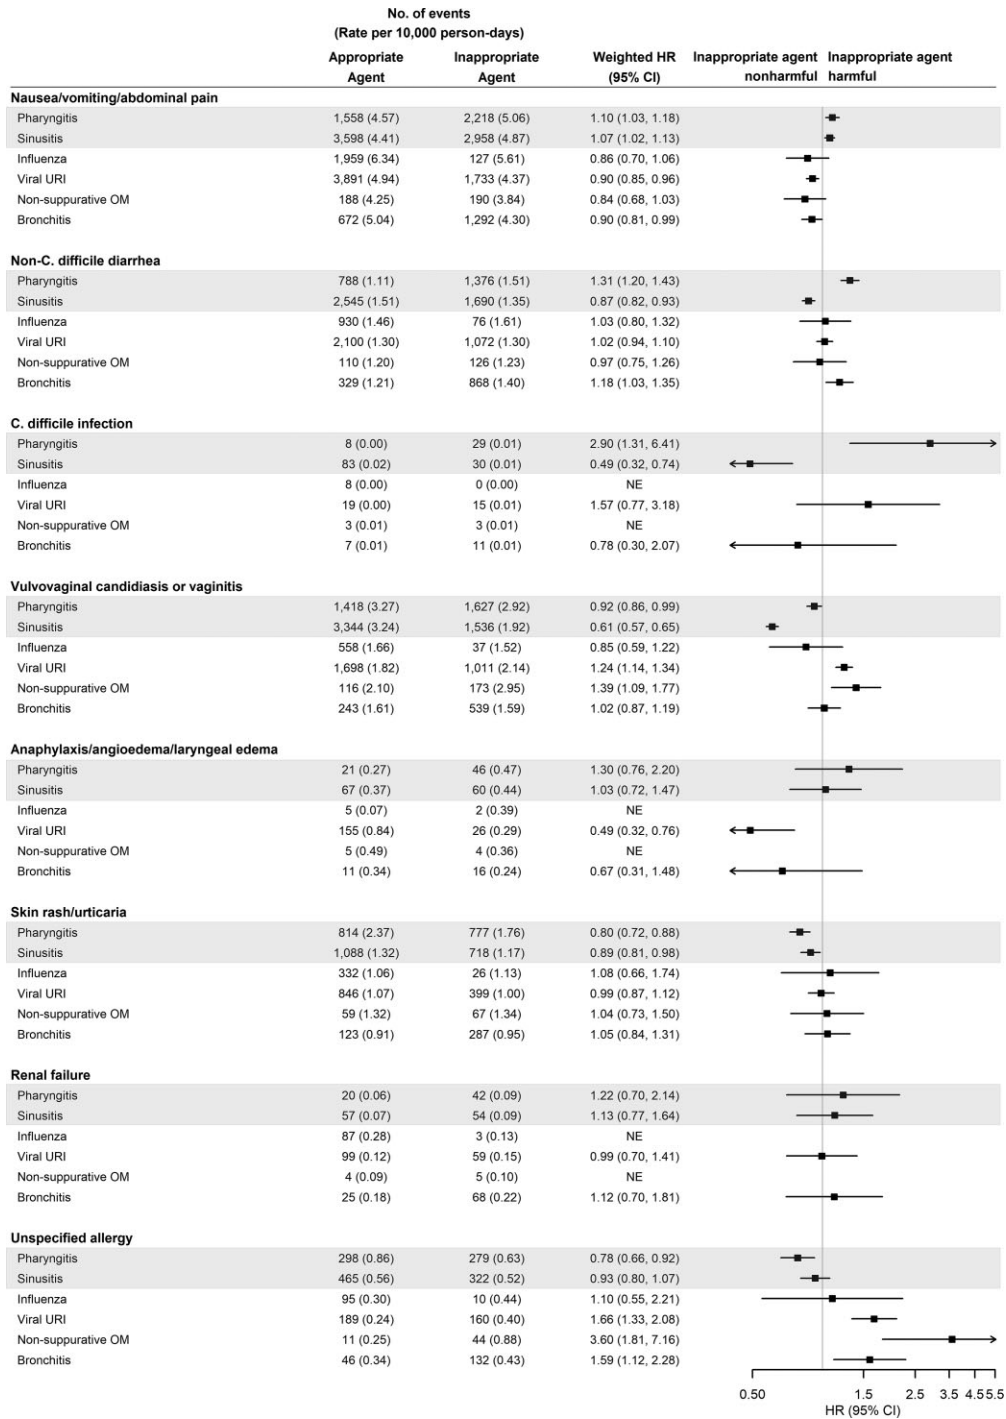 No. of events
(Rate per 10,000 person-days)
Appropriate Agent Inappropriate Agent Weighted HR (95% CI) Inappropriate agent nonharmful Inappropriate agent harmful
Nausea/vomiting/abdominal pain
Pharyngitis 1,558 (4.57) 2,218 (5.06) 1.10 (1.03, 1.18)
Sinusitis 3,598 (4.41) 2,958 (4.87) 1.07 (1.02, 1.13)
Influenza 1,959 (6.34) 127 (5.61) 0.86 (0.70, 1.06)
Viral URI 3,891 (4.94) 1,733 (4.37) 0.90 (0.85, 0.96)
Non-suppurative OM 188 (4.25) 190 (3.84) 0.84 (0.68, 1.03)
Bronchitis 672 (5.04) 1,292 (4.30) 0.90 (0.81, 0.99)
Non-C. difficile diarrhea
Pharyngitis 788 (1.11) 1,376 (1.51) 1.31 (1.20, 1.43)
Sinusitis 2,545 (1.51) 1,690 (1.35) 0.87 (0.82, 0.93)
Influenza 930 (1.46) 76 (1.61) 1.03 (0.80, 1.32)
Viral URI 2,100 (1.30) 1,072 (1.30) 1.02 (0.94, 1.10)
Non-suppurative OM 110 (1.20) 126 (1.23) 0.97 (0.75, 1.26)
Bronchitis 329 (1.21) 868 (1.40) 1.18 (1.03, 1.35)
C. difficile infection
Pharyngitis 8 (0.00) 29 (0.01) 2.90 (1.31, 6.41)
Sinusitis 83 (0.02) 30 (0.01) 0.49 (0.32, 0.74)
Influenza 8 (0.00) 0 (0.00) NE
Viral URI 19 (0.00) 15 (0.01) 1.57 (0.77, 3.18)
Non-suppurative OM 3 (0.01) 3 (0.01) NE
Bronchitis 7 (0.01) 11 (0.01) 0.78 (0.30, 2.07)
Vulvovaginal candidiasis or vaginitis
Pharyngitis 1,418 (3.27) 1,627 (2.92) 0.92 (0.86, 0.99)
Sinusitis 3,344 (3.24) 1,536 (1.92) 0.61 (0.57, 0.65)
Influenza 558 (1.66) 37 (1.52) 0.85 (0.59, 1.22)
Viral URI 1,698 (1.82) 1,011 (2.14) 1.24 (1.14, 1.34)
Non-suppurative OM 116 (2.10) 173 (2.95) 1.39 (1.09, 1.77)
Bronchitis 243 (1.61) 539 (1.59) 1.02 (0.87, 1.19)
Anaphylaxis/angioedema/laryngeal edema
Pharyngitis 21 (0.27) 46 (0.47) 1.30 (0.76, 2.20)
Sinusitis 67 (0.37) 60 (0.44) 1.03 (0.72, 1.47)
Influenza 5 (0.07) 2 (0.39) NE
Viral URI 155 (0.84) 26 (0.29) 0.49 (0.32, 0.76)
Non-suppurative OM 5 (0.49) 4 (0.36) NE
Bronchitis 11 (0.34) 16 (0.24) 0.67 (0.31, 1.48)
Skin rash/urticaria
Pharyngitis 814 (2.37) 777 (1.76) 0.80 (0.72, 0.88)
Sinusitis 1,088 (1.32) 718 (1.17) 0.89 (0.81, 0.98)
Influenza 332 (1.06) 26 (1.13) 1.08 (0.66, 1.74)
Viral URI 846 (1.07) 399 (1.00) 0.99 (0.87, 1.12)
Non-suppurative OM 59 (1.32) 67 (1.34) 1.04 (0.73, 1.50)
Bronchitis 123 (0.91) 287 (0.95) 1.05 (0.84, 1.31)
Renal failure
Pharyngitis 20 (0.06) 42 (0.09) 1.22 (0.70, 2.14)
Sinusitis 57 (0.07) 54 (0.09) 1.13 (0.77, 1.64)
Influenza 87 (0.28) 3 (0.13) NE
Viral URI 99 (0.12) 59 (0.15) 0.99 (0.70, 1.41)
Non-suppurative OM 4 (0.09) 5 (0.10) NE
Bronchitis 25 (0.18) 68 (0.22) 1.12 (0.70, 1.81)
Unspecified allergy
Pharyngitis 298 (0.86) 279 (0.63) 0.78 (0.66, 0.92)
Sinusitis 465 (0.56) 322 (0.52) 0.93 (0.80, 1.07)
Influenza 95 (0.30) 10 (0.44) 1.10 (0.55, 2.21)
Viral URI 189 (0.24) 160 (0.40) 1.66 (1.33, 2.08)
Non-suppurative OM 11 (0.25) 44 (0.88) 3.60 (1.81, 7.16)
Bronchitis 46 (0.34) 132 (0.43) 1.59 (1.12, 2.28)
0.50 1.5 2.5 3.5 4.5 5.5
HR (95% CI)